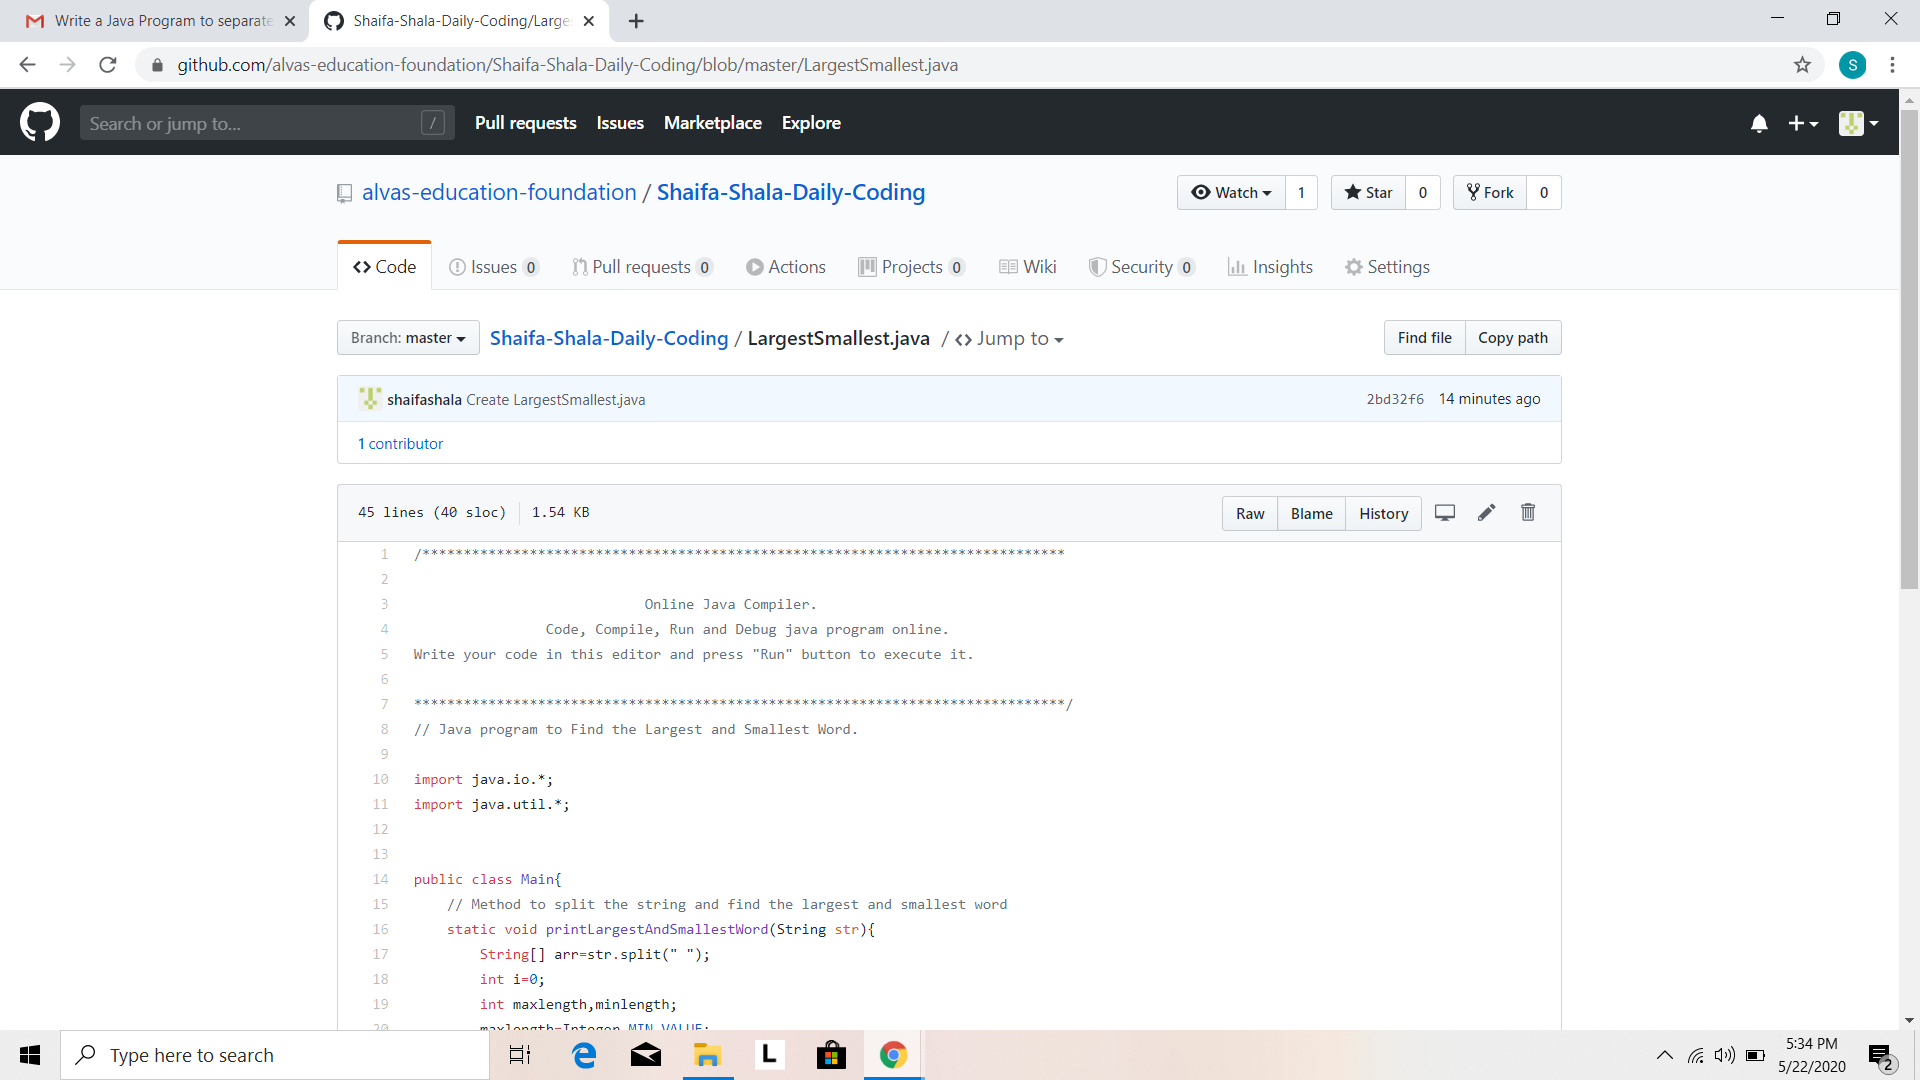 Write a Java Program to separate
Shaifa-Shala-Daily-Coding/Large
github.com/alvas-education-foundation/Shaifa-Shala-Daily-Coding/blob/master/LargestSmallest.java
S
Search or jump to...
/
Pull requests
Issues
Marketplace
Explore
alvas-education-foundation / Shaifa-Shala-Daily-Coding
Watch 1
Star 0
Fork 0
Code
Issues 0
Pull requests 0
Actions
Projects 0
Wiki
Security 0
Insights
Settings
Branch: master
Shaifa-Shala-Daily-Coding / LargestSmallest.java / <> Jump to
Find file
Copy path
shaifashala Create LargestSmallest.java
2bd32f6 14 minutes ago
1 contributor
45 lines (40 sloc) 1.54 KB
Raw
Blame
History
1 /******************************************************************************
2
3 Online Java Compiler.
4 Code, Compile, Run and Debug java program online.
5 Write your code in this editor and press "Run" button to execute it.
6
7 *******************************************************************************/
8 // Java program to Find the Largest and Smallest Word.
9
10 import java.io.*;
11 import java.util.*;
12
13
14 public class Main{
15 // Method to split the string and find the largest and smallest word
16 static void printLargestAndSmallestWord(String str){
17 String[] arr=str.split(" ");
18 int i=0;
19 int maxlength,minlength;
20 maxlength=Integer.MIN_VALUE;
Type here to search
L
5:34 PM
5/22/2020
2